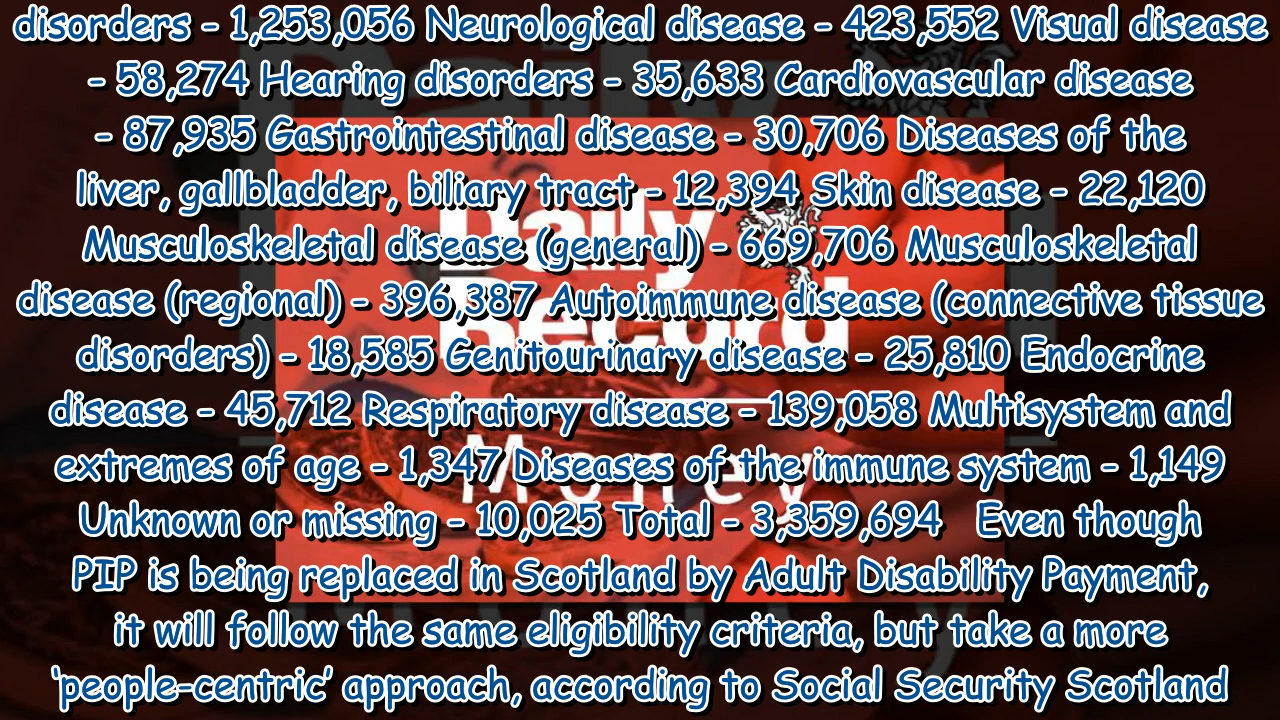 disorders – 1,253,056 Neurological disease – 423,552 Visual disease
– 58,274 Hearing disorders – 35,633 Cardiovascular disease
– 87,935 Gastrointestinal disease – 30,706 Diseases of the
liver, gallbladder, biliary tract – 12,394 Skin disease – 22,120
Musculoskeletal disease (general) – 669,706 Musculoskeletal
disease (regional) – 396,387 Autoimmune disease (connective tissue
disorders) – 18,585 Genitourinary disease – 25,810 Endocrine
disease – 45,712 Respiratory disease – 139,058 Multisystem and
extremes of age – 1,347 Diseases of the immune system – 1,149
Unknown or missing – 10,025 Total – 3,359,694 Even though
PIP is being replaced in Scotland by Adult Disability Payment,
it will follow the same eligibility criteria, but take a more
‘people-centric’ approach, according to Social Security Scotland
Daily
Record
Money